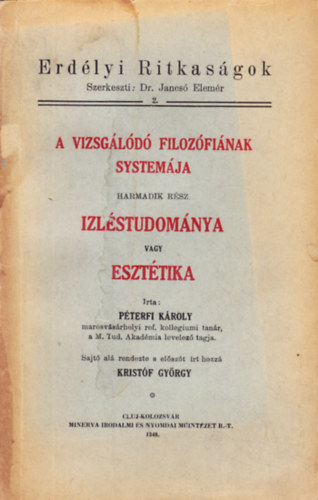 Erdélyi Ritkaságok
Szerkeszti: Dr. Jancsó Elemér
2.
A VIZSGÁLÓDÓ FILOZÓFIÁNAK
SYSTEMÁJA
HARMADIK RÉSZ.
IZLÉSTUDOMÁNYA
VAGY
ESZTÉTIKA
Irta:
PÉTERFI KÁROLY
marosvásárhelyi ref. kollegiumi tanár,
a M. Tud. Akadémia levelező tagja.
Sajtó alá rendezte s előszót írt hozzá
KRISTÓF GYÖRGY
CLUJ-KOLOZSVÁR
MINERVA IRODALMI ÉS NYOMDAI MŰINTÉZET R.-T.
1940.